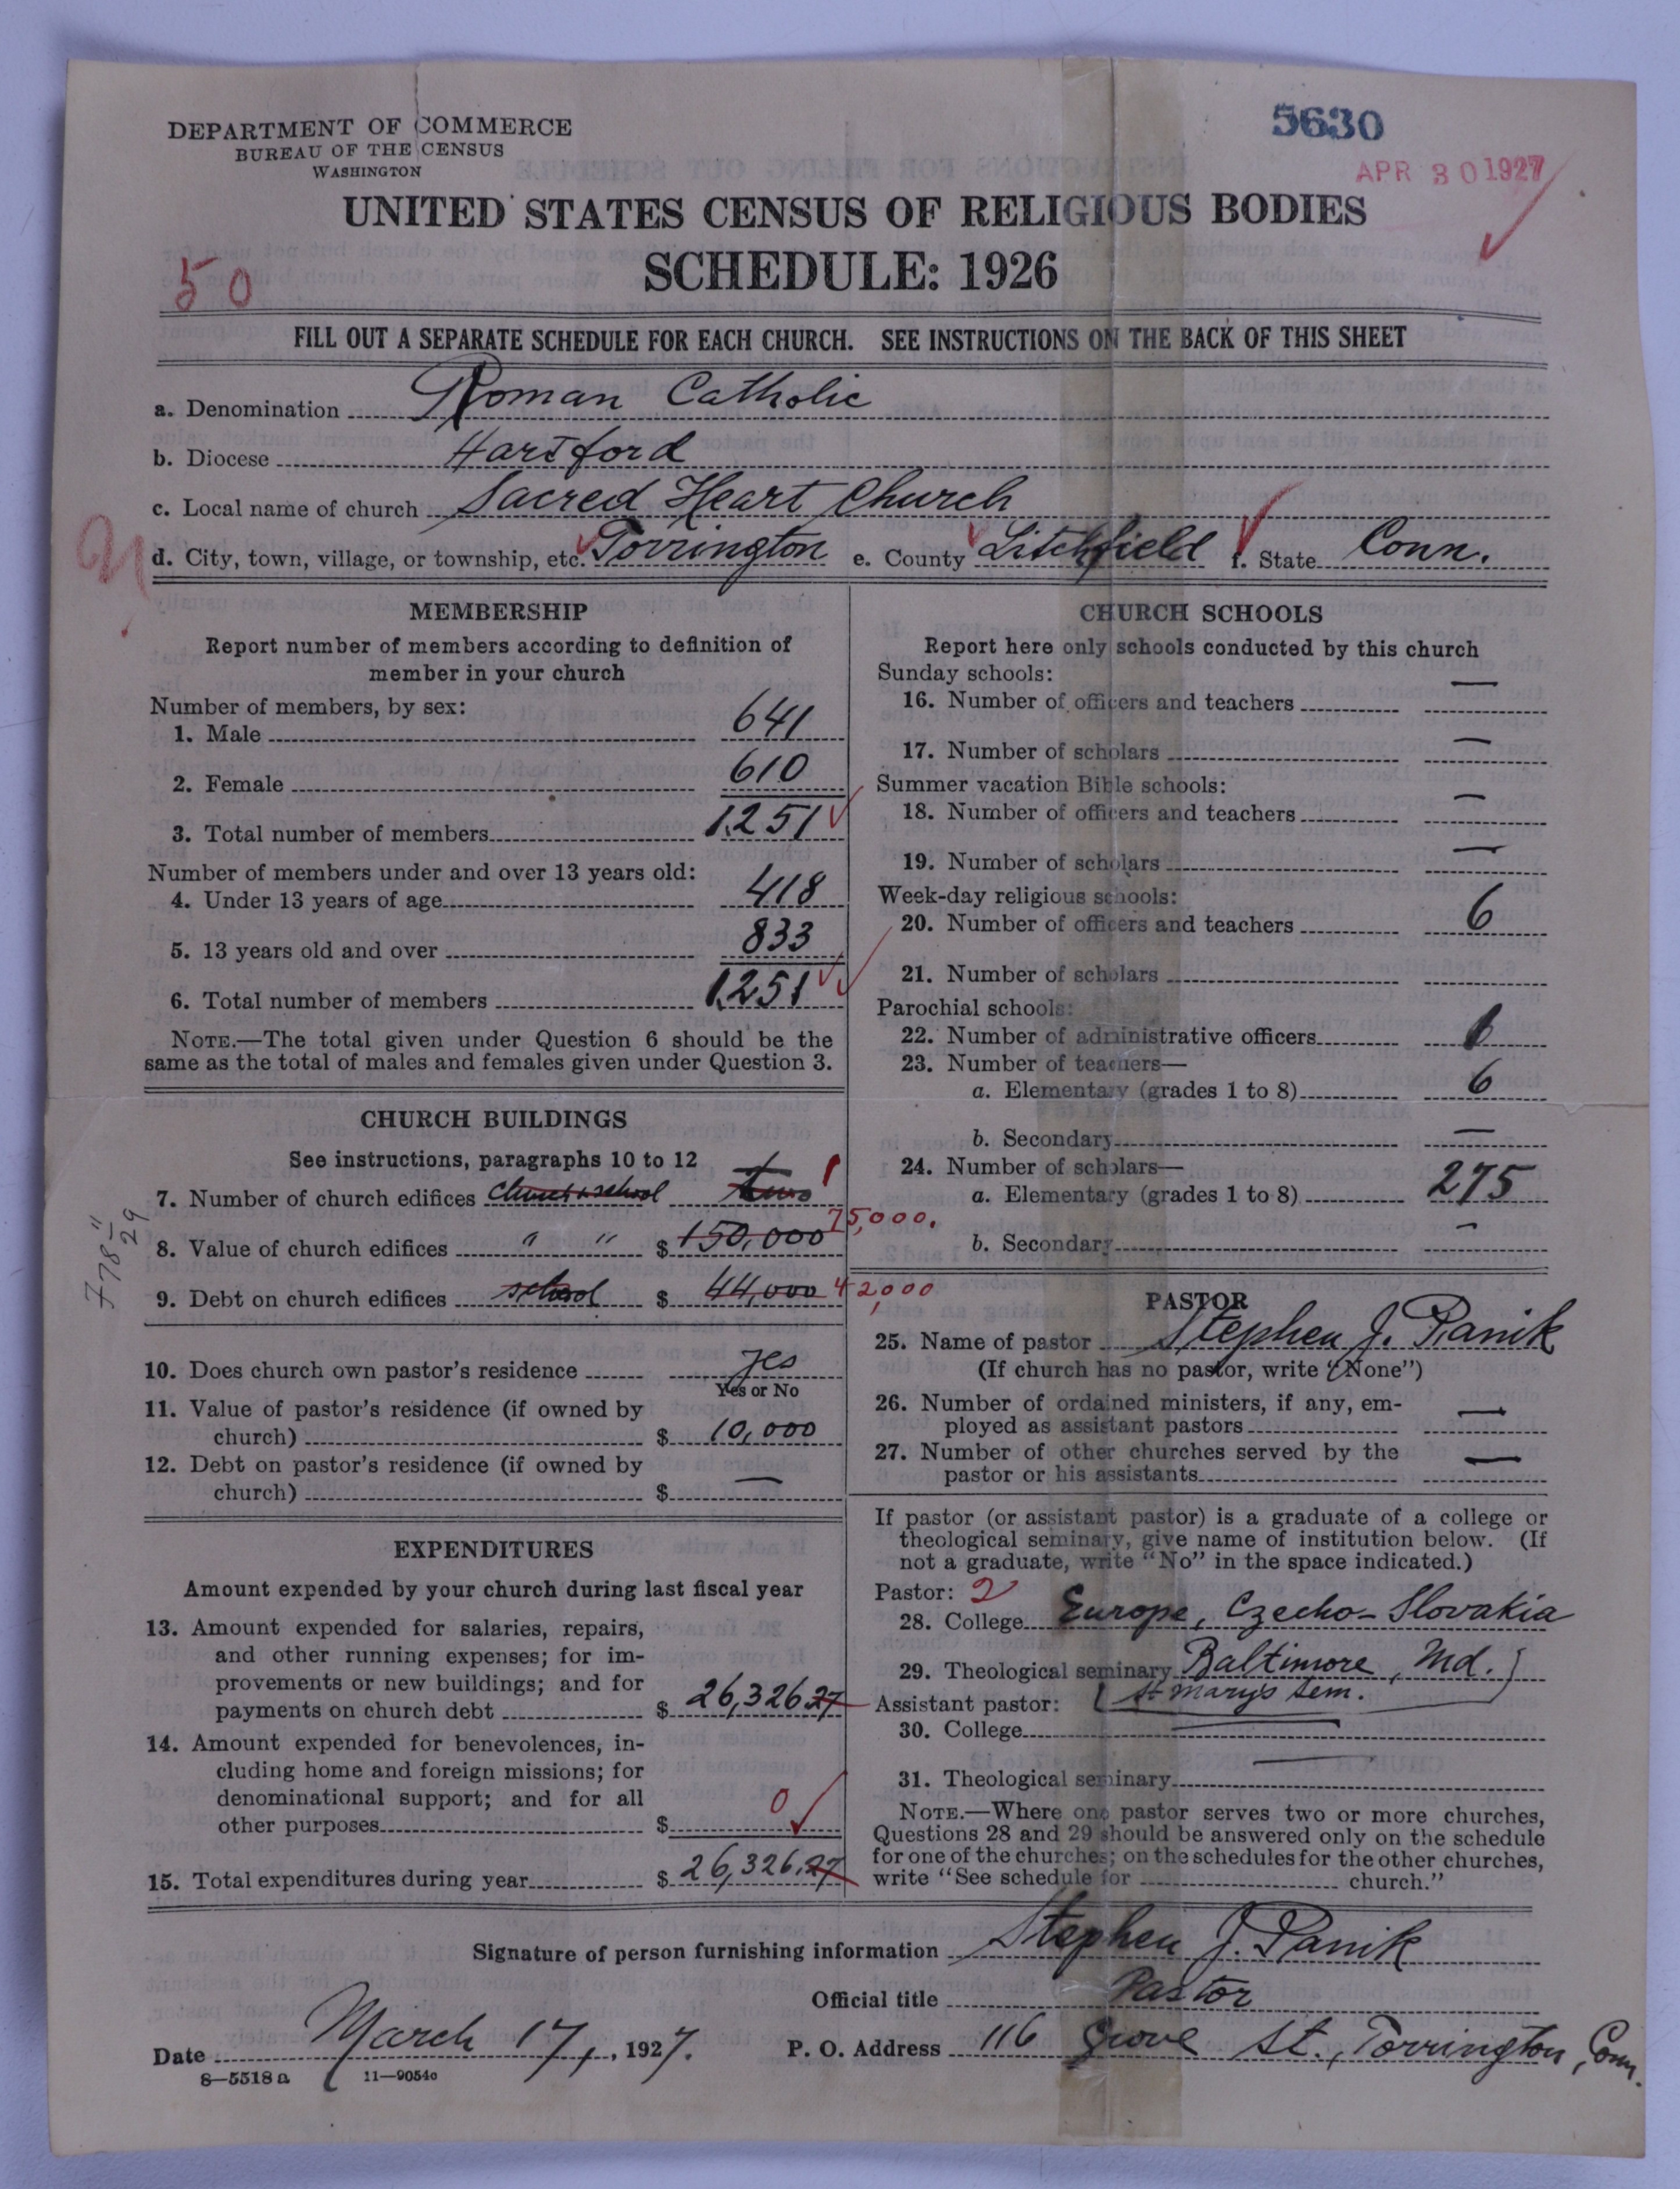 DEPARTMENT OF COMMERCE
BUREAU OF THE CENSUS
WASHINGTON
5630
APR 30 1927
UNITED STATES CENSUS OF RELIGIOUS BODIES
SCHEDULE: 1926
50
FILL OUT A SEPARATE SCHEDULE FOR EACH CHURCH. SEE INSTRUCTIONS ON THE BACK OF THIS SHEET
a. Denomination Roman Catholic
b. Diocese Hartford
c. Local name of church Sacred Heart Church
d. City, town, village, or township, etc. Torrington e. County Litchfield f. State Conn.
MEMBERSHIP
Report number of members according to definition of
member in your church
Number of members, by sex:
1. Male 641
2. Female 610
3. Total number of members 1,251
Number of members under and over 13 years old:
4. Under 13 years of age 418
5. 13 years old and over 833
6. Total number of members 1,251
NOTE.—The total given under Question 6 should be the
same as the total of males and females given under Question 3.
CHURCH BUILDINGS
See instructions, paragraphs 10 to 12
7. Number of church edifices Church & school two 1
8. Value of church edifices " " $ 150,000 75,000.
9. Debt on church edifices school $ 44,000 42,000
10. Does church own pastor's residence yes
Yes or No
11. Value of pastor's residence (if owned by
church) $ 10,000
12. Debt on pastor's residence (if owned by
church) $ —
EXPENDITURES
Amount expended by your church during last fiscal year
13. Amount expended for salaries, repairs,
and other running expenses; for im-
provements or new buildings; and for
payments on church debt $ 26,326.27
14. Amount expended for benevolences, in-
cluding home and foreign missions; for
denominational support; and for all
other purposes $ 0
15. Total expenditures during year $ 26,326.27
CHURCH SCHOOLS
Report here only schools conducted by this church
Sunday schools:
16. Number of officers and teachers —
17. Number of scholars —
Summer vacation Bible schools:
18. Number of officers and teachers —
19. Number of scholars —
Week-day religious schools:
20. Number of officers and teachers 6
21. Number of scholars
Parochial schools:
22. Number of administrative officers
23. Number of teachers—
a. Elementary (grades 1 to 8) 6
b. Secondary —
24. Number of scholars—
a. Elementary (grades 1 to 8) 275
b. Secondary —
PASTOR
25. Name of pastor Stephen J. Panik
(If church has no pastor, write "None")
26. Number of ordained ministers, if any, em-
ployed as assistant pastors —
27. Number of other churches served by the
pastor or his assistants —
If pastor (or assistant pastor) is a graduate of a college or
theological seminary, give name of institution below. (If
not a graduate, write "No" in the space indicated.)
Pastor: 2
28. College Europe, Czecho-Slovakia
29. Theological seminary Baltimore, Md.
Assistant pastor: (St Mary's Sem.)
30. College —
31. Theological seminary —
NOTE.—Where one pastor serves two or more churches,
Questions 28 and 29 should be answered only on the schedule
for one of the churches; on the schedules for the other churches,
write "See schedule for church."
Signature of person furnishing information Stephen J. Panik
Official title Pastor
Date March 17, 1927. P. O. Address 116 Grove St., Torrington, Conn.
8—5518a 11—9054c